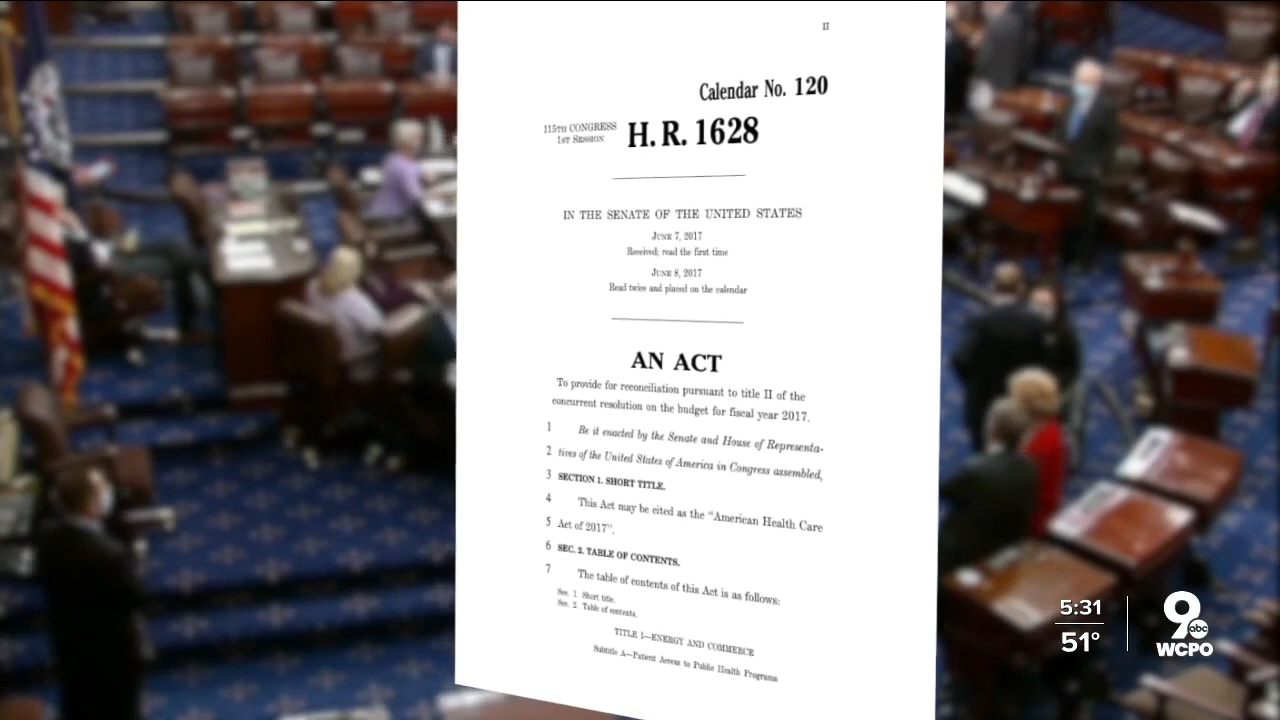 II
Calendar No. 120
115TH CONGRESS
1ST SESSION
H. R. 1628
IN THE SENATE OF THE UNITED STATES
JUNE 7, 2017
Received; read the first time
JUNE 8, 2017
Read twice and placed on the calendar
AN ACT
To provide for reconciliation pursuant to title II of the
concurrent resolution on the budget for fiscal year 2017.
1 Be it enacted by the Senate and House of Representa-
2 tives of the United States of America in Congress assembled,
3 SECTION 1. SHORT TITLE.
4 This Act may be cited as the “American Health Care
5 Act of 2017”.
6 SEC. 2. TABLE OF CONTENTS.
7 The table of contents of this Act is as follows:
Sec. 1. Short title.
Sec. 2. Table of contents.
TITLE I—ENERGY AND COMMERCE
Subtitle A—Patient Access to Public Health Programs
5:31
51°
9
abc
WCPO